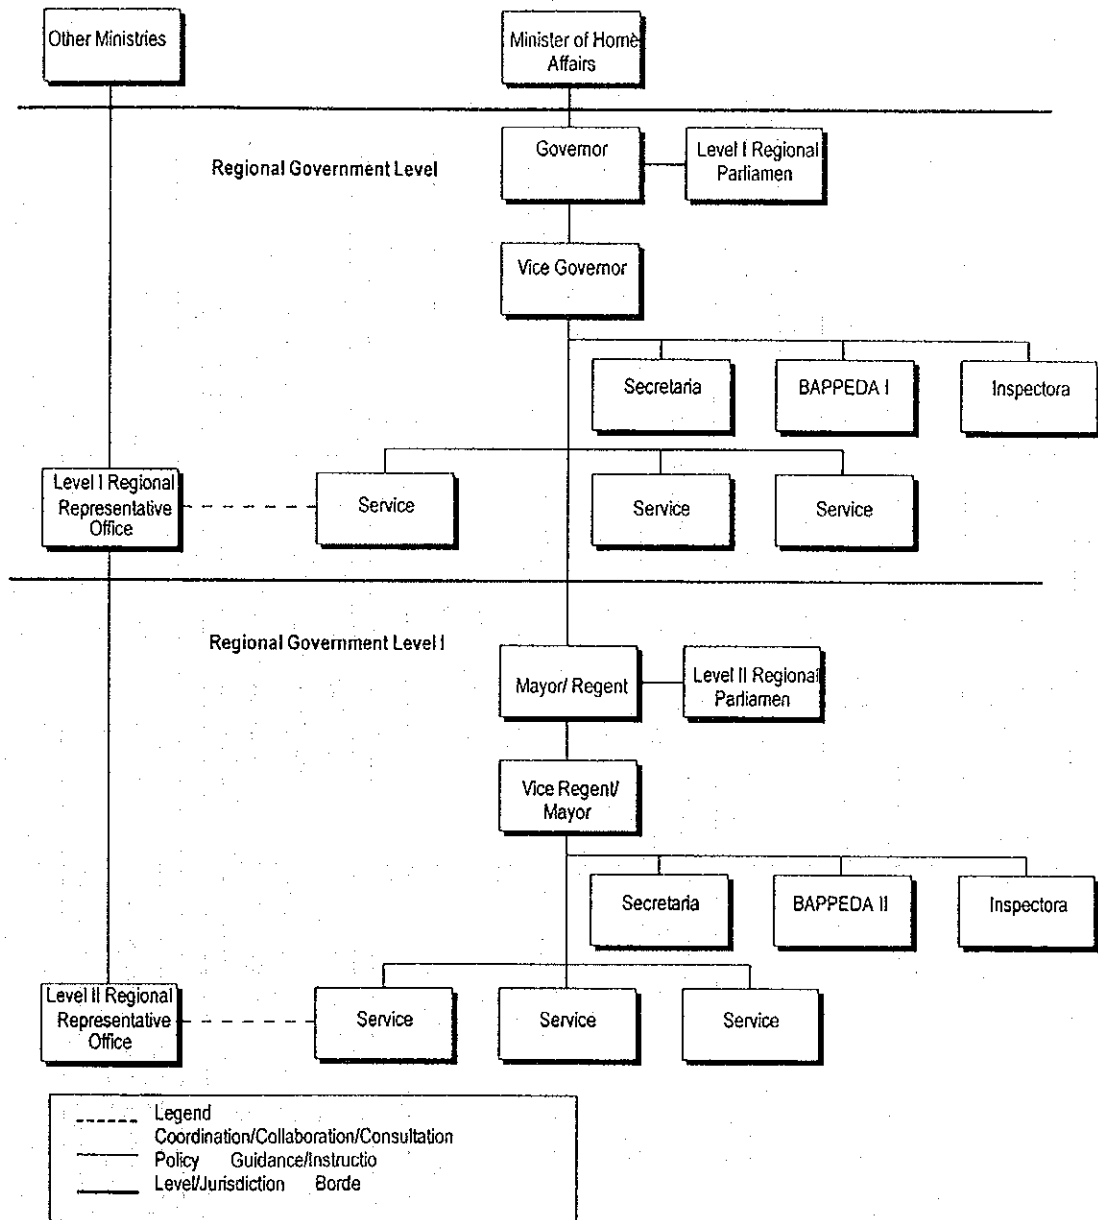 Other Ministries
Minister of Home
Affairs
Regional Government Level
Governor
Level I Regional
Parliamen
Vice Governor
Secretaria
BAPPEDA I
Inspectora
Level I Regional
Representative
Office
Service
Service
Service
Regional Government Level I
Mayor/ Regent
Level II Regional
Parliamen
Vice Regent/
Mayor
Secretaria
BAPPEDA II
Inspectora
Level II Regional
Representative
Office
Service
Service
Service
Legend
Coordination/Collaboration/Consultation
Policy Guidance/Instructio
Level/Jurisdiction Borde